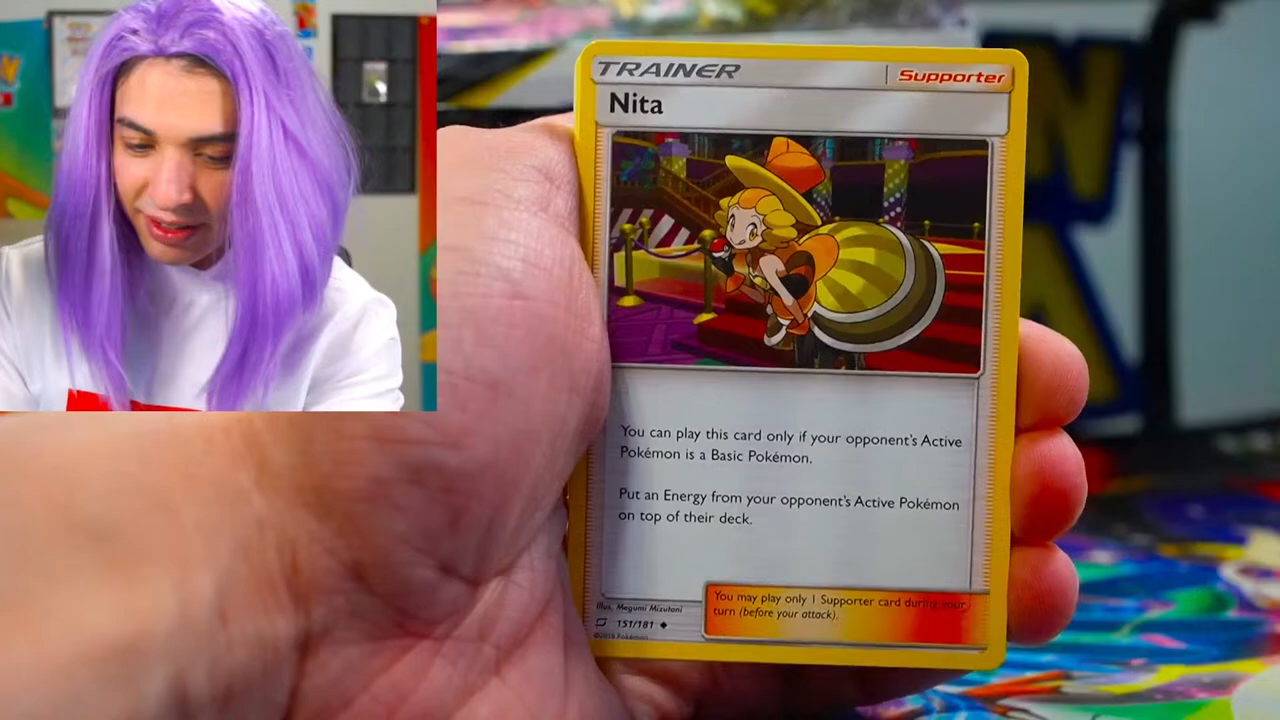 TRAINER
Supporter
Nita
You can play this card only if your opponent's Active
Pokémon is a Basic Pokémon.
Put an Energy from your opponent's Active Pokémon
on top of their deck.
You may play only 1 Supporter card during your
turn (before your attack).
Illus. Megumi Mizutani
151/181
©2019 Pokémon